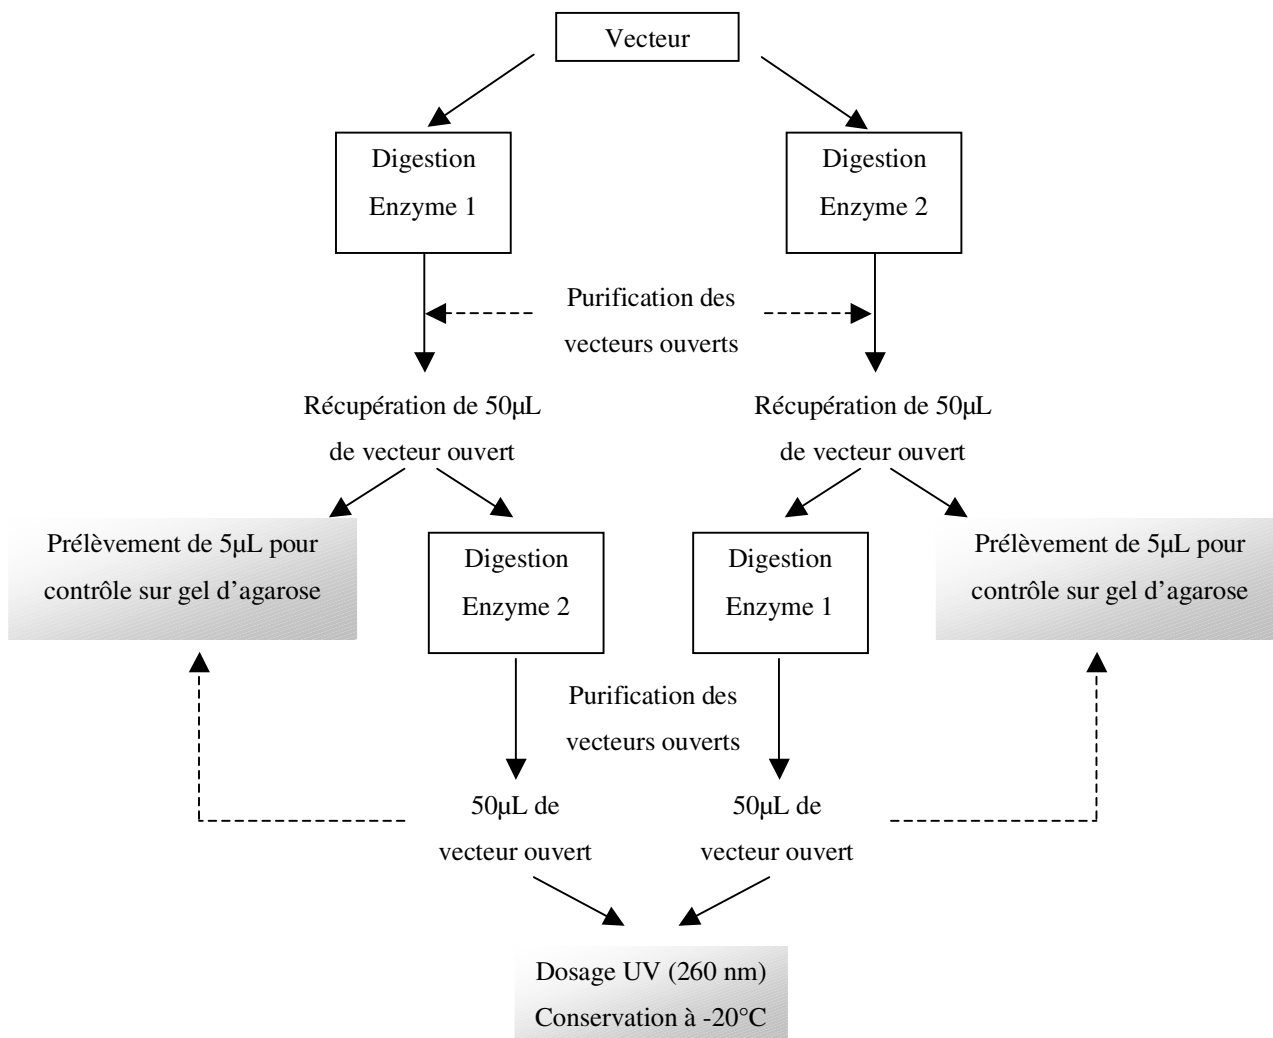 Vecteur
Digestion
Enzyme 1
Digestion
Enzyme 2
Purification des
vecteurs ouverts
Récupération de 50µL
de vecteur ouvert
Récupération de 50µL
de vecteur ouvert
Prélèvement de 5µL pour
contrôle sur gel d’agarose
Digestion
Enzyme 2
Digestion
Enzyme 1
Prélèvement de 5µL pour
contrôle sur gel d’agarose
Purification des
vecteurs ouverts
50µL de
vecteur ouvert
50µL de
vecteur ouvert
Dosage UV (260 nm)
Conservation à -20°C